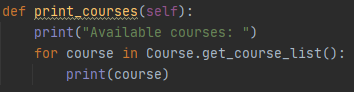 def print_courses(self):
    print("Available courses: ")
    for course in Course.get_course_list():
        print(course)